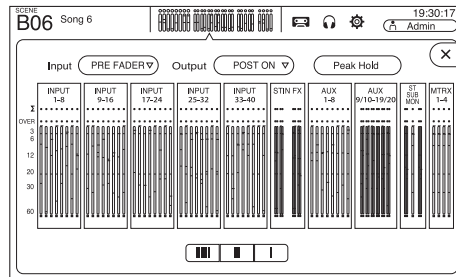 SCENE
B06 Song 6
19:30:17
Admin
Input PRE FADER Output POST ON Peak Hold
INPUT 1-8
INPUT 9-16
INPUT 17-24
INPUT 25-32
INPUT 33-40
STIN FX
AUX 1-8
AUX 9/10-19/20
ST SUB MON
MTRX 1-4
Σ
OVER
3
6
12
20
30
60